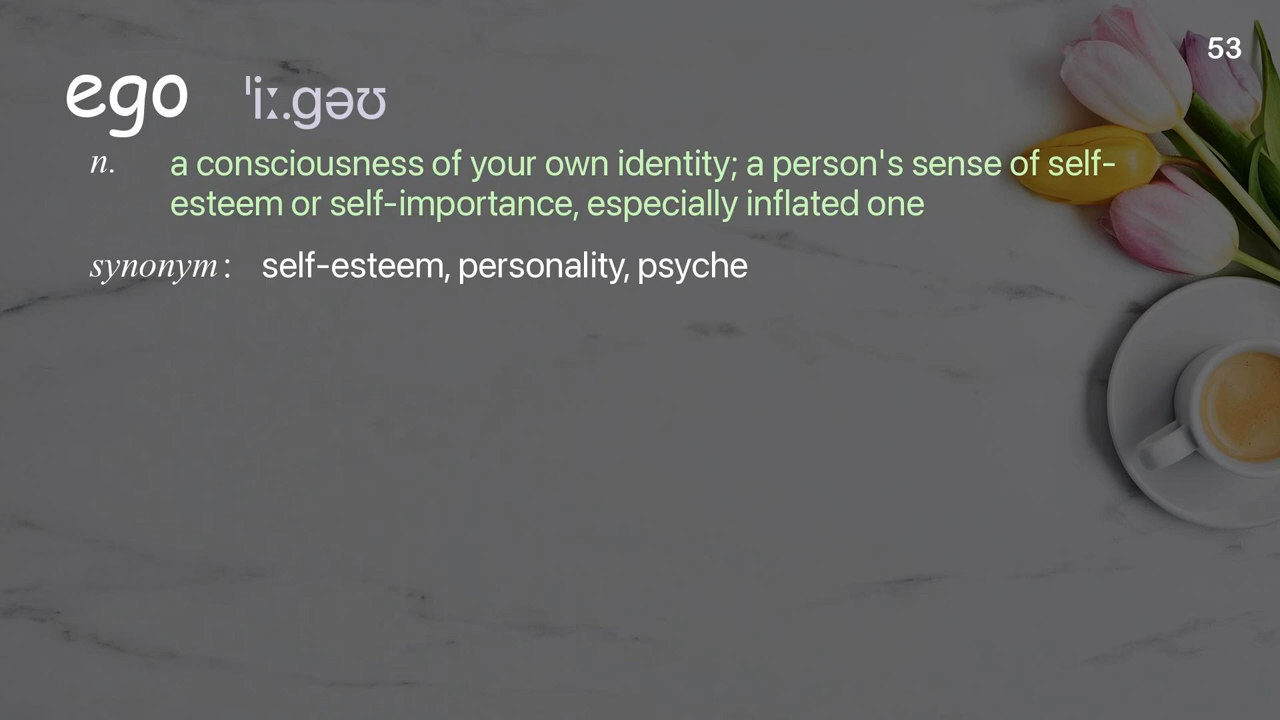 53
ego ˈiː.ɡəʊ
n. a consciousness of your own identity; a person's sense of self-
esteem or self-importance, especially inflated one
synonym: self-esteem, personality, psyche